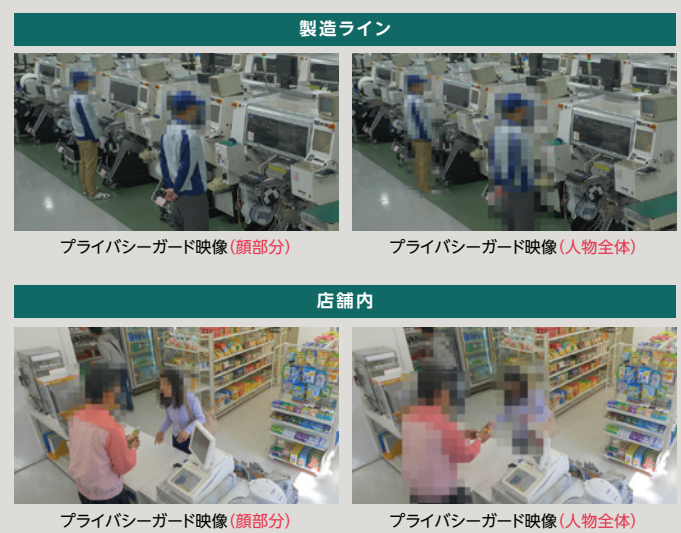 製造ライン
プライバシーガード映像(顔部分)
プライバシーガード映像(人物全体)
店舗内
プライバシーガード映像(顔部分)
プライバシーガード映像(人物全体)